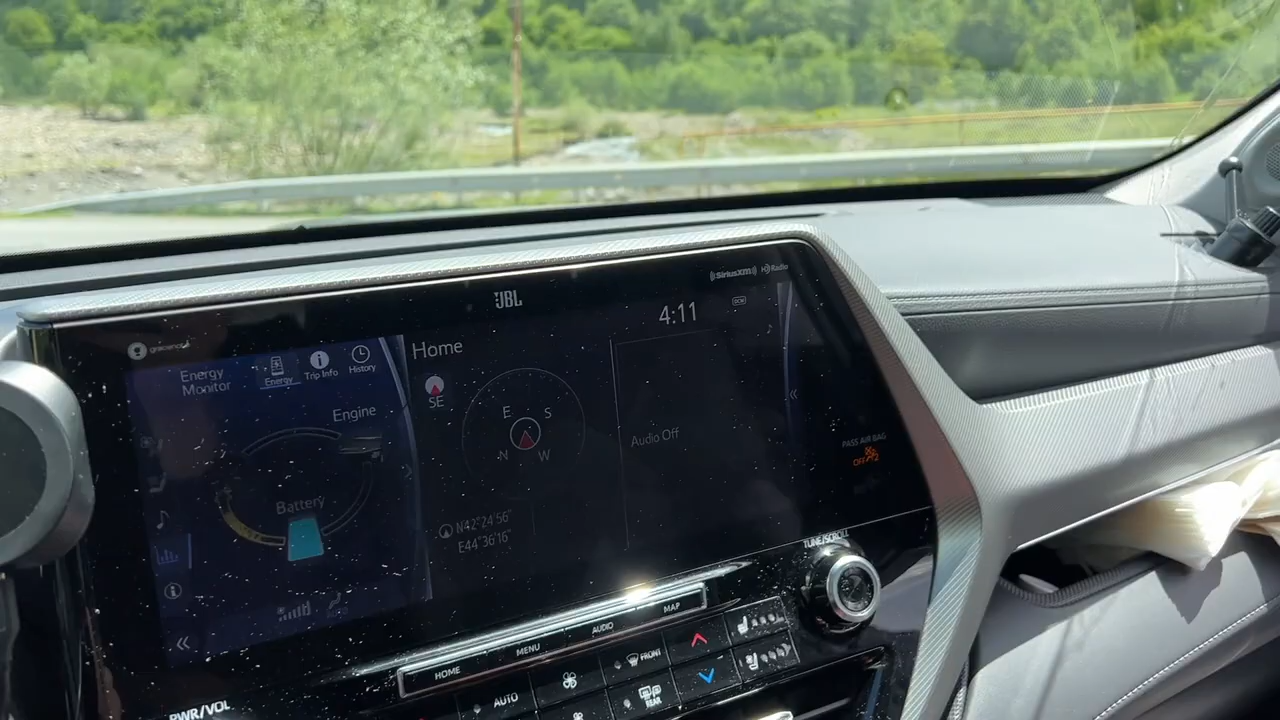 SiriusXM HD Radio
JBL
4:11
DCM
gracenote
Energy
Monitor
Energy
Trip Info
History
Home
Engine
SE
E
S
N
W
Audio Off
PASS AIR BAG
OFF
Battery
N42°24'56"
E44°36'16"
TUNE/SCROLL
HOME
MENU
AUDIO
MAP
PWR/VOL
AUTO
FRONT
REAR